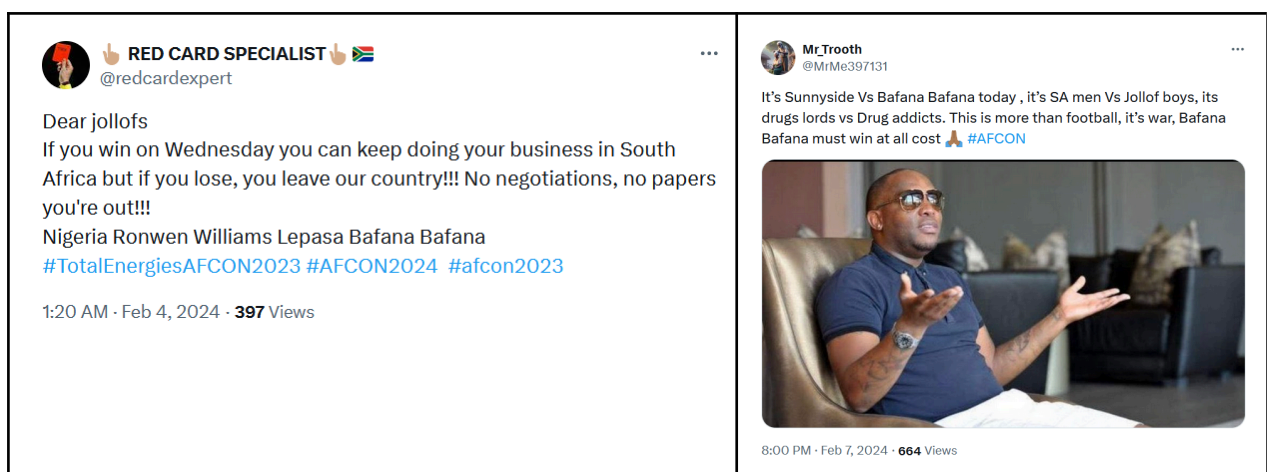 👆🏼 RED CARD SPECIALIST👆🏼🇿🇦
@redcardexpert
Dear jollofs
If you win on Wednesday you can keep doing your business in South
Africa but if you lose, you leave our country!!! No negotiations, no papers
you're out!!!
Nigeria Ronwen Williams Lepasa Bafana Bafana
#TotalEnergiesAFCON2023 #AFCON2024 #afcon2023
1:20 AM · Feb 4, 2024 · 397 Views
Mr_Trooth
@MrMe397131
It’s Sunnyside Vs Bafana Bafana today , it’s SA men Vs Jollof boys, its
drugs lords vs Drug addicts. This is more than football, it’s war, Bafana
Bafana must win at all cost 🙏🏾 #AFCON
8:00 PM · Feb 7, 2024 · 664 Views